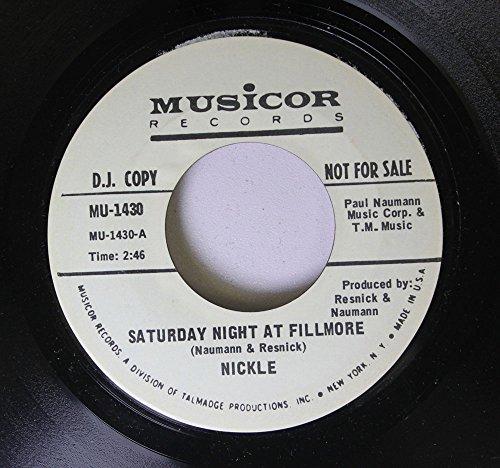 MUSICOR
RECORDS
D.J. COPY
NOT FOR SALE
MU-1430
MU-1430-A
Time: 2:46
Paul Naumann
Music Corp. &
T.M. Music
Produced by:
Resnick &
Naumann
SATURDAY NIGHT AT FILLMORE
(Naumann & Resnick)
NICKLE
MUSICOR RECORDS, A DIVISION OF TALMADGE PRODUCTIONS, INC. • NEW YORK, N.Y. • MADE IN U.S.A